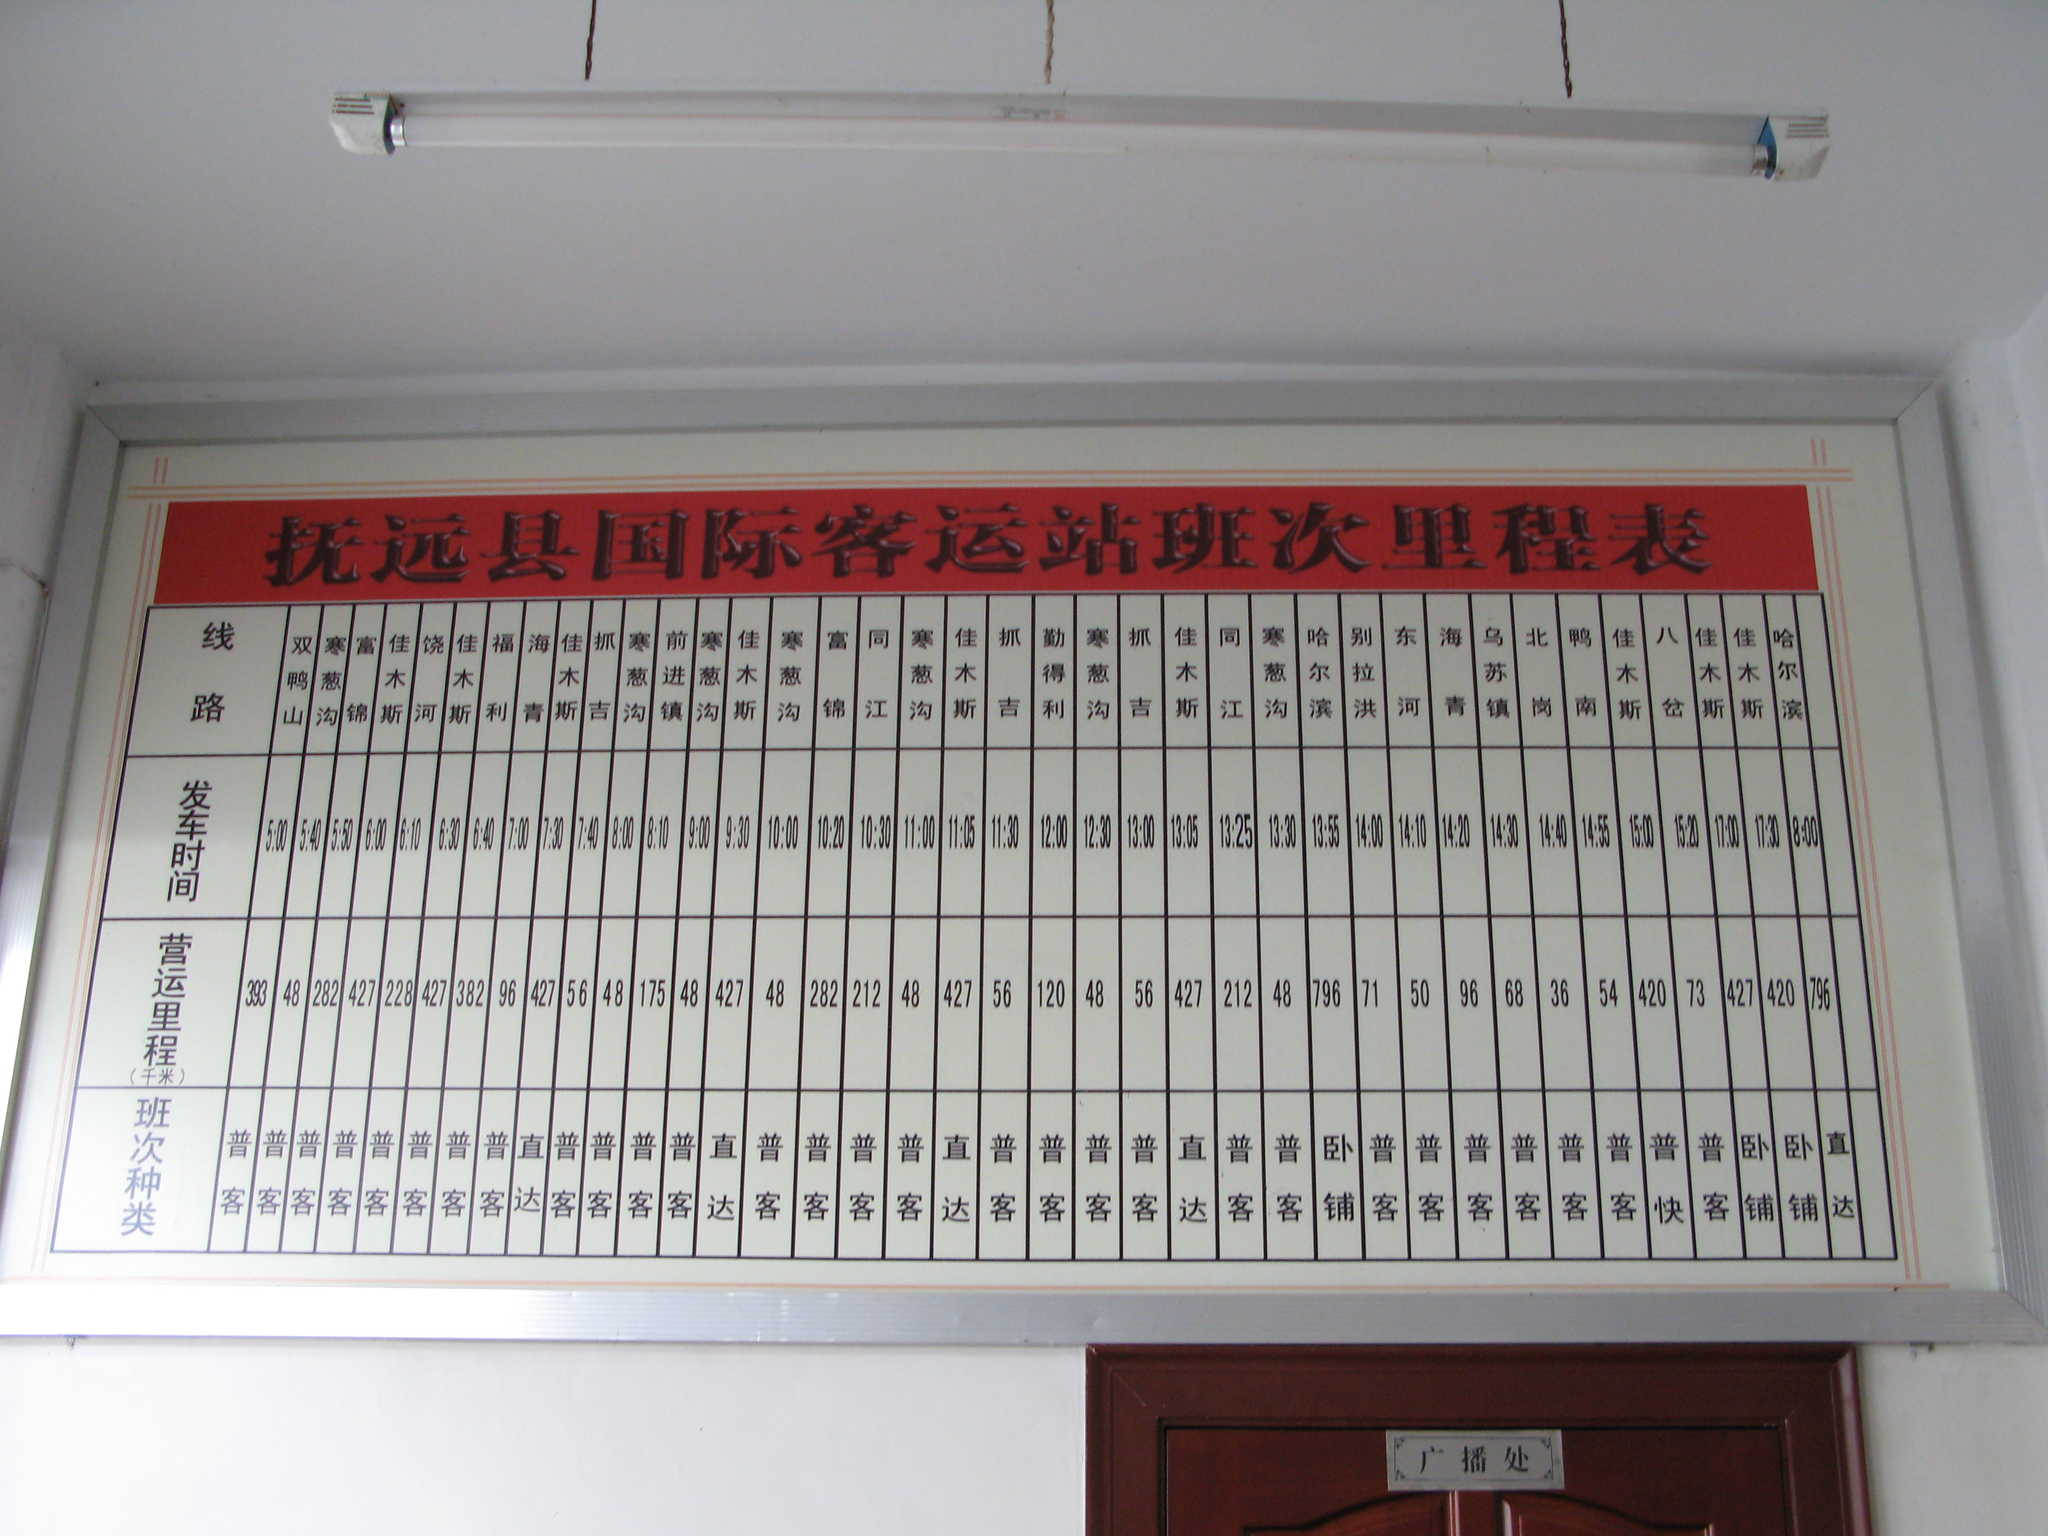 抚远县国际客运站班次里程表
线路 双鸭山 寒葱沟 富锦 佳木斯 饶河 佳木斯 福利 海青 佳木斯 抓吉 寒葱沟 前进镇 寒葱沟 佳木斯 寒葱沟 富锦 同江 寒葱沟 佳木斯 抓吉 勤得利 寒葱沟 抓吉 佳木斯 同江 寒葱沟 哈尔滨 别拉洪 东河 海青 乌苏镇 北岗 鸭南 佳木斯 八岔 佳木斯 佳木斯 哈尔滨
发车时间 5:00 5:40 5:50 6:00 6:10 6:30 6:40 7:00 7:30 7:40 8:00 8:10 9:00 9:30 10:00 10:20 10:30 11:00 11:05 11:30 12:00 12:30 13:00 13:05 13:25 13:30 13:55 14:00 14:10 14:20 14:30 14:40 14:55 15:00 15:20 17:00 17:30 8:00
营运里程(千米) 393 48 282 427 228 427 382 96 427 56 48 175 48 427 48 282 212 48 427 56 120 48 56 427 212 48 796 71 50 96 68 36 54 420 73 427 420 796
班次种类 普客 普客 普客 普客 普客 普客 普客 普客 直达 普客 普客 普客 普客 直达 普客 普客 普客 普客 直达 普客 普客 普客 普客 直达 普客 普客 卧铺 普客 普客 普客 普客 普客 普客 普快 普客 卧铺 卧铺 直达
广播处